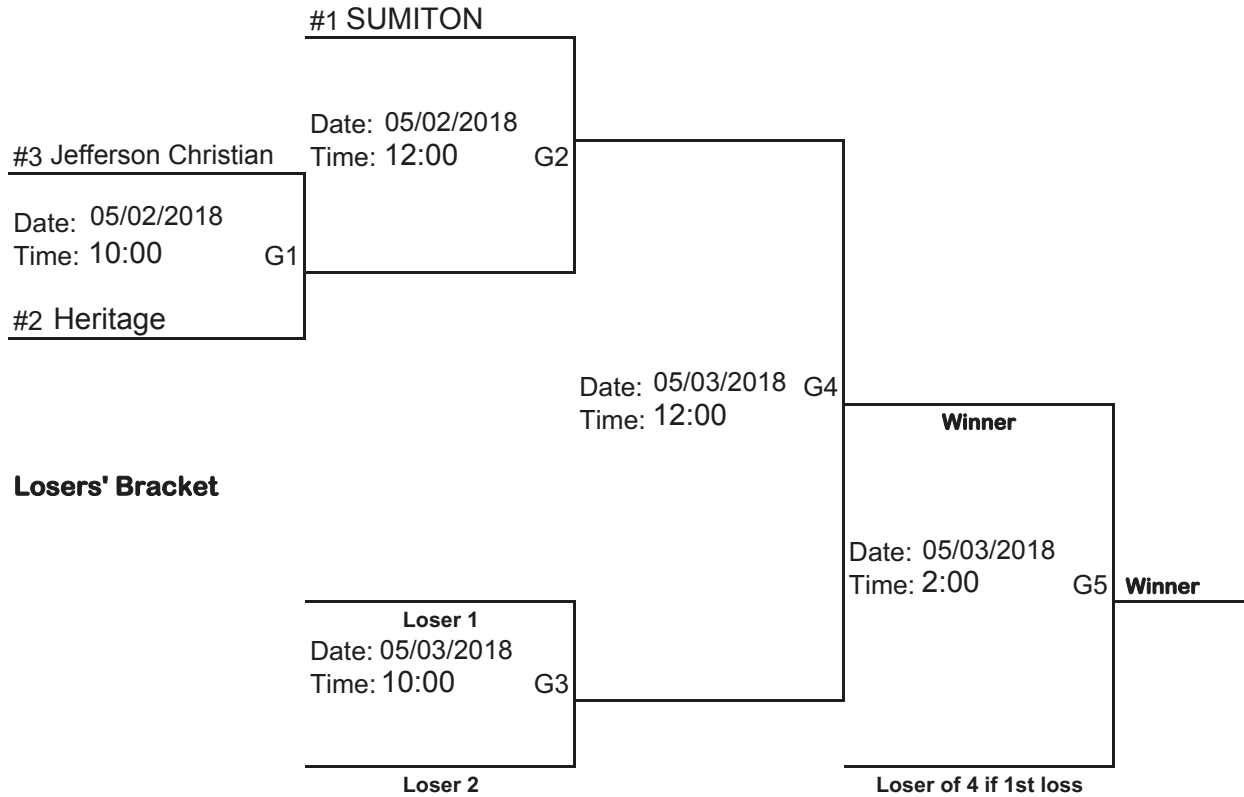 #1 SUMITON
Date: 05/02/2018
Time: 12:00 G2
#3 Jefferson Christian
Date: 05/02/2018
Time: 10:00 G1
#2 Heritage
Date: 05/03/2018 G4
Time: 12:00
Winner
Losers' Bracket
Date: 05/03/2018
Time: 2:00 G5 Winner
Loser 1
Date: 05/03/2018
Time: 10:00 G3
Loser 2
Loser of 4 if 1st loss